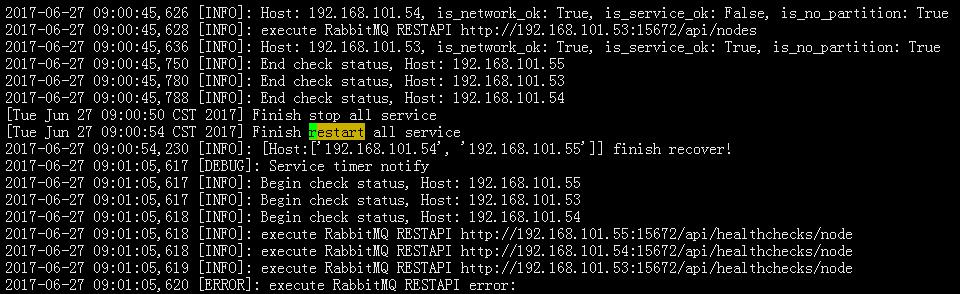 2017-06-27 09:00:45,626 [INFO]: Host: 192.168.101.54, is_network_ok: True, is_service_ok: False, is_no_partition: True
2017-06-27 09:00:45,628 [INFO]: execute RabbitMQ RESTAPI http://192.168.101.53:15672/api/nodes
2017-06-27 09:00:45,636 [INFO]: Host: 192.168.101.53, is_network_ok: True, is_service_ok: True, is_no_partition: True
2017-06-27 09:00:45,750 [INFO]: End check status, Host: 192.168.101.55
2017-06-27 09:00:45,780 [INFO]: End check status, Host: 192.168.101.53
2017-06-27 09:00:45,788 [INFO]: End check status, Host: 192.168.101.54
[Tue Jun 27 09:00:50 CST 2017] Finish stop all service
[Tue Jun 27 09:00:54 CST 2017] Finish restart all service
2017-06-27 09:00:54,230 [INFO]: [Host:['192.168.101.54', '192.168.101.55']] finish recover!
2017-06-27 09:01:05,617 [DEBUG]: Service timer notify
2017-06-27 09:01:05,617 [INFO]: Begin check status, Host: 192.168.101.55
2017-06-27 09:01:05,617 [INFO]: Begin check status, Host: 192.168.101.53
2017-06-27 09:01:05,618 [INFO]: Begin check status, Host: 192.168.101.54
2017-06-27 09:01:05,618 [INFO]: execute RabbitMQ RESTAPI http://192.168.101.55:15672/api/healthchecks/node
2017-06-27 09:01:05,618 [INFO]: execute RabbitMQ RESTAPI http://192.168.101.54:15672/api/healthchecks/node
2017-06-27 09:01:05,619 [INFO]: execute RabbitMQ RESTAPI http://192.168.101.53:15672/api/healthchecks/node
2017-06-27 09:01:05,620 [ERROR]: execute RabbitMQ RESTAPI error: